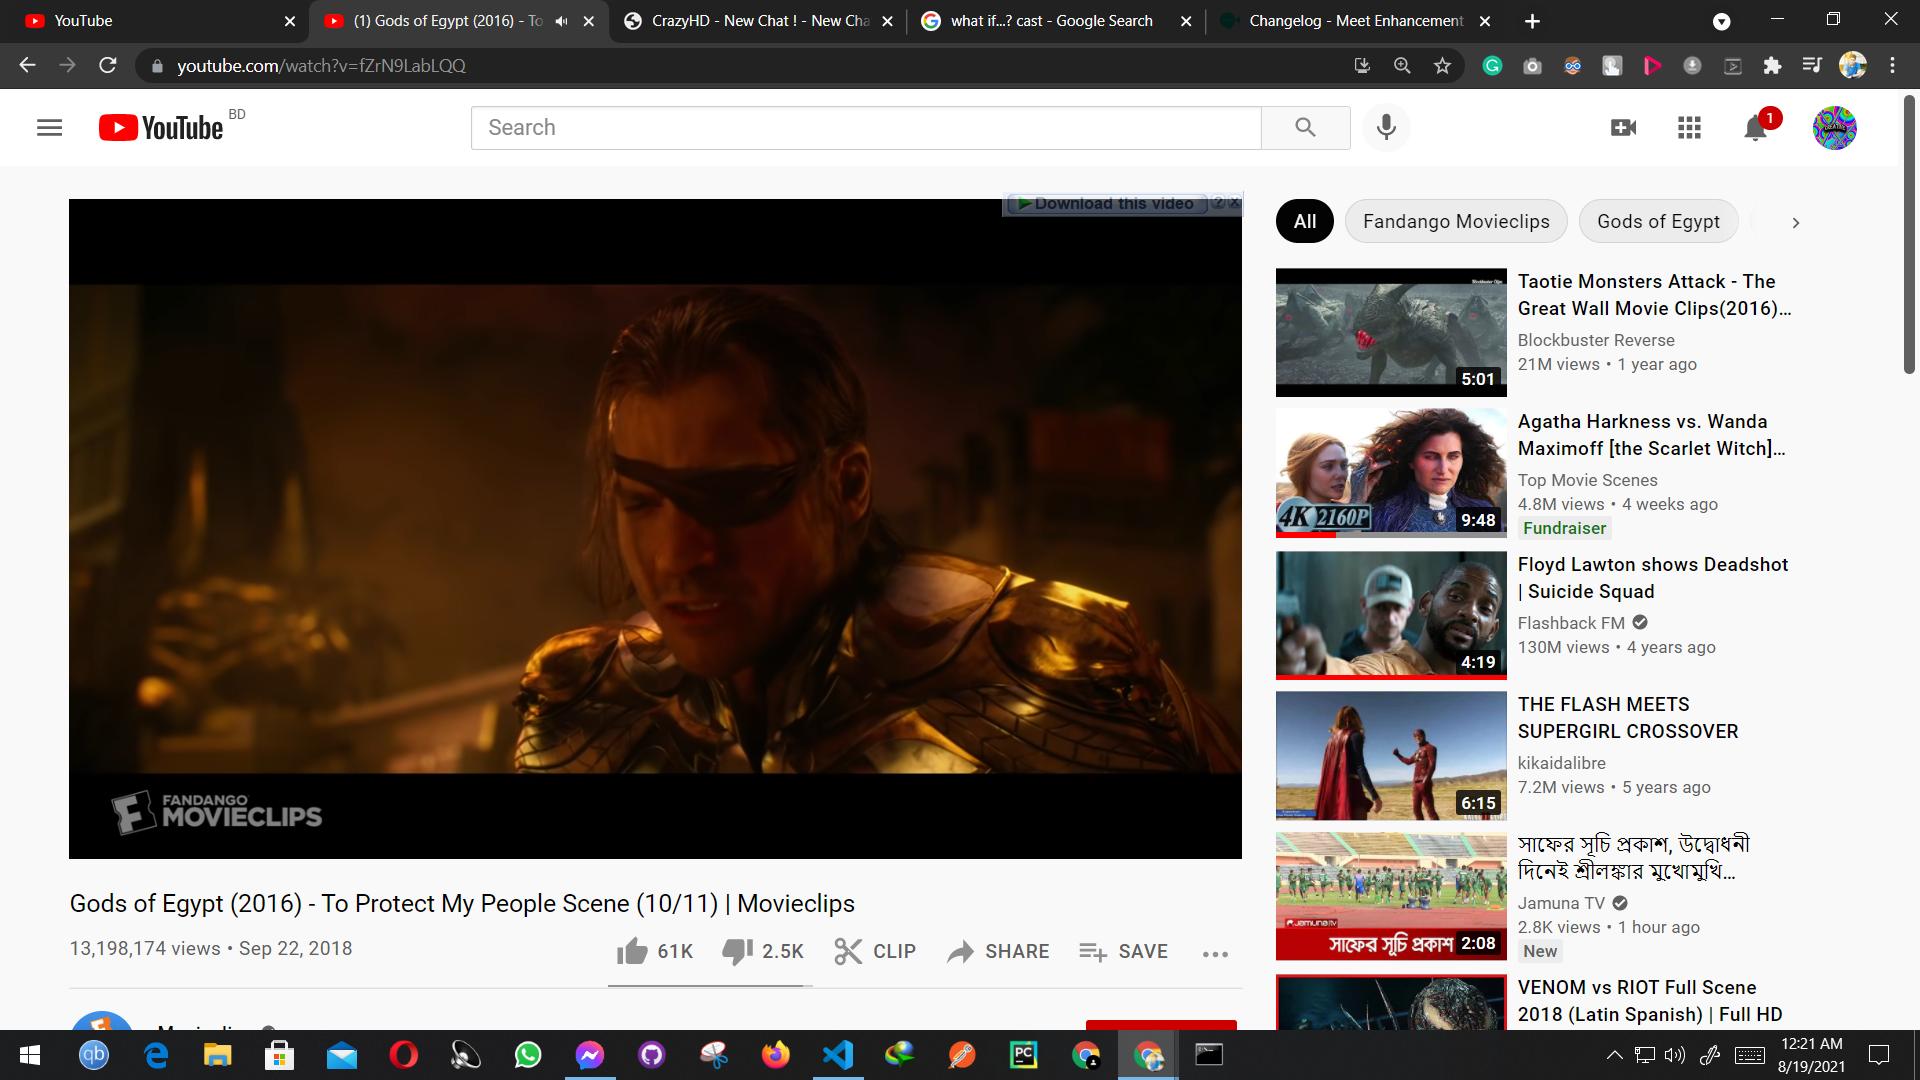 YouTube
(1) Gods of Egypt (2016) - To
CrazyHD - New Chat ! - New Cha
what if...? cast - Google Search
Changelog - Meet Enhancement
youtube.com/watch?v=fZrN9LabLQQ
YouTube BD
Search
1
Download this video
All
Fandango Movieclips
Gods of Egypt
Taotie Monsters Attack - The
Great Wall Movie Clips(2016)...
Blockbuster Reverse
21M views • 1 year ago
5:01
Agatha Harkness vs. Wanda
Maximoff [the Scarlet Witch]...
Top Movie Scenes
4.8M views • 4 weeks ago
Fundraiser
4K 2160P
9:48
Floyd Lawton shows Deadshot
| Suicide Squad
Flashback FM
130M views • 4 years ago
4:19
THE FLASH MEETS
SUPERGIRL CROSSOVER
kikaidalibre
7.2M views • 5 years ago
6:15
সাফের সূচি প্রকাশ, উদ্বোধনী
দিনেই শ্রীলঙ্কার মুখোমুখি...
Jamuna TV
2.8K views • 1 hour ago
New
Jamuna TV
সাফের সূচি প্রকাশ
2:08
VENOM vs RIOT Full Scene
2018 (Latin Spanish) | Full HD
FANDANGO
MOVIECLIPS
Gods of Egypt (2016) - To Protect My People Scene (10/11) | Movieclips
13,198,174 views • Sep 22, 2018
61K
2.5K
CLIP
SHARE
SAVE
qb
PC
12:21 AM
8/19/2021